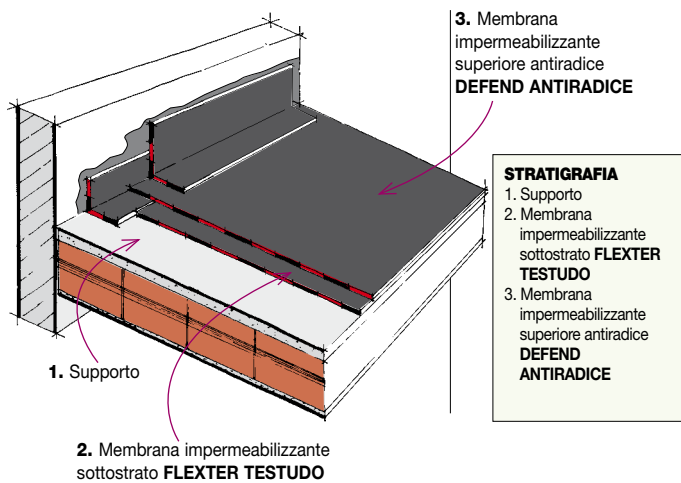 3. Membrana
impermeabilizzante
superiore antiradice
DEFEND ANTIRADICE
STRATIGRAFIA
1. Supporto
2. Membrana
impermeabilizzante
sottostrato FLEXTER
TESTUDO
3. Membrana
impermeabilizzante
superiore antiradice
DEFEND
ANTIRADICE
1. Supporto
2. Membrana impermeabilizzante
sottostrato FLEXTER TESTUDO